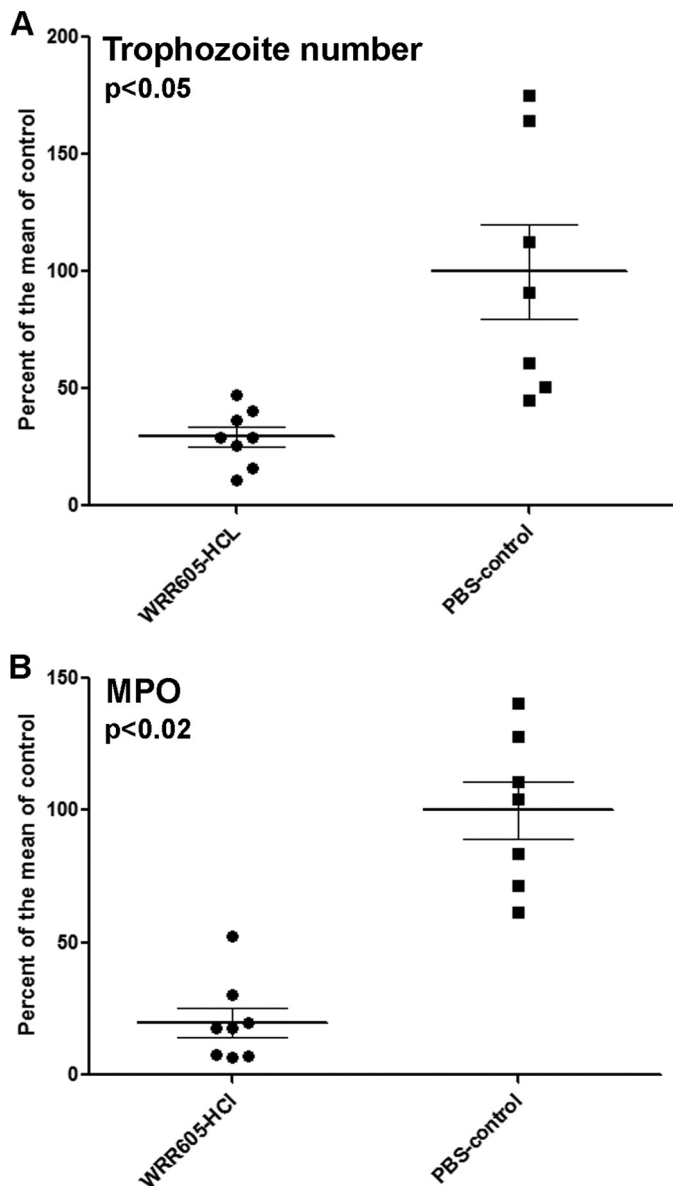 A
Trophozoite number
p<0.05
200
150
100
50
0
Percent of the mean of control
WRR605-HCL
PBS-control
B
MPO
p<0.02
150
100
50
0
Percent of the mean of control
WRR605-HCl
PBS-control